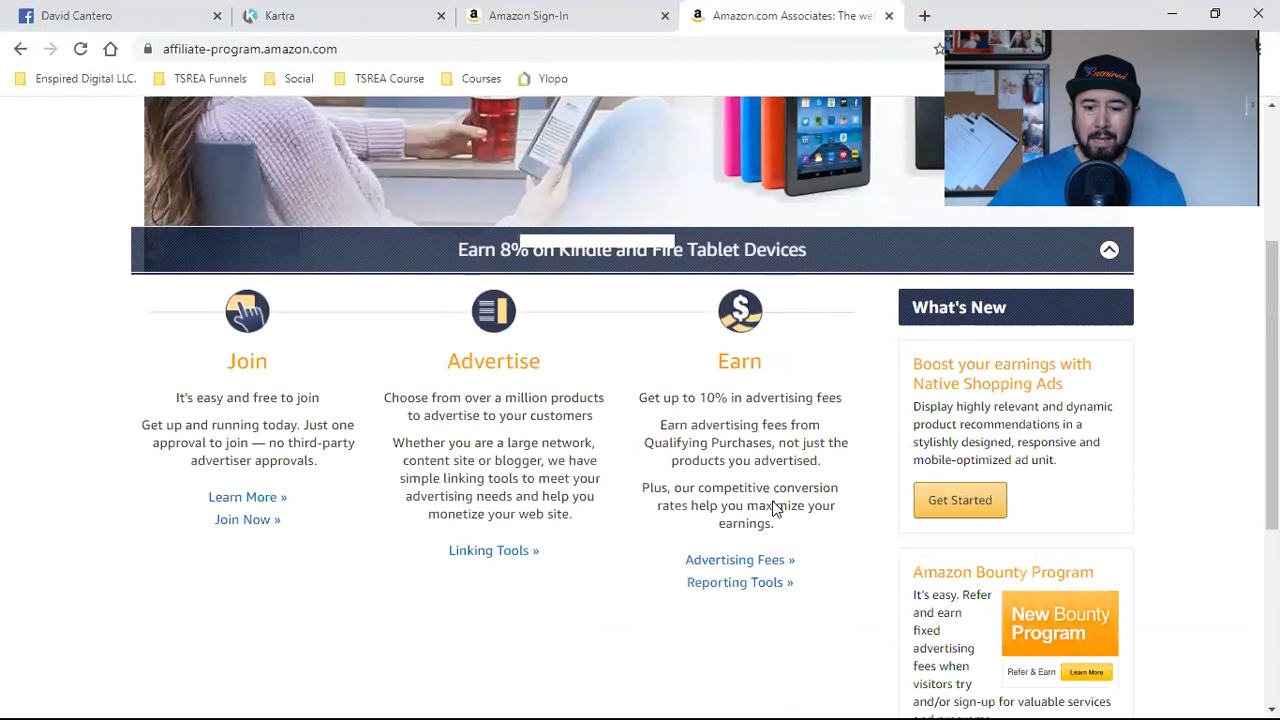 David Cantero
Kartra
Amazon Sign-In
Amazon.com Associates: The we
affiliate-program.amazon.com
Enspired Digital LLC.
TSREA Funnels
Social
TSREA Course
Courses
Ylopo
Earn 8% on Kindle and Fire Tablet Devices
Join
It's easy and free to join
Get up and running today. Just one
approval to join — no third-party
advertiser approvals.
Learn More »
Join Now »
Advertise
Choose from over a million products
to advertise to your customers
Whether you are a large network,
content site or blogger, we have
simple linking tools to meet your
advertising needs and help you
monetize your web site.
Linking Tools »
Earn
Get up to 10% in advertising fees
Earn advertising fees from
Qualifying Purchases, not just the
products you advertised.
Plus, our competitive conversion
rates help you maximize your
earnings.
Advertising Fees »
Reporting Tools »
What's New
Boost your earnings with
Native Shopping Ads
Display highly relevant and dynamic
product recommendations in a
stylishly designed, responsive and
mobile-optimized ad unit.
Get Started
Amazon Bounty Program
It's easy. Refer
and earn
fixed
advertising
fees when
visitors try
and/or sign-up for valuable services
New Bounty
Program
Refer & Earn
Learn More